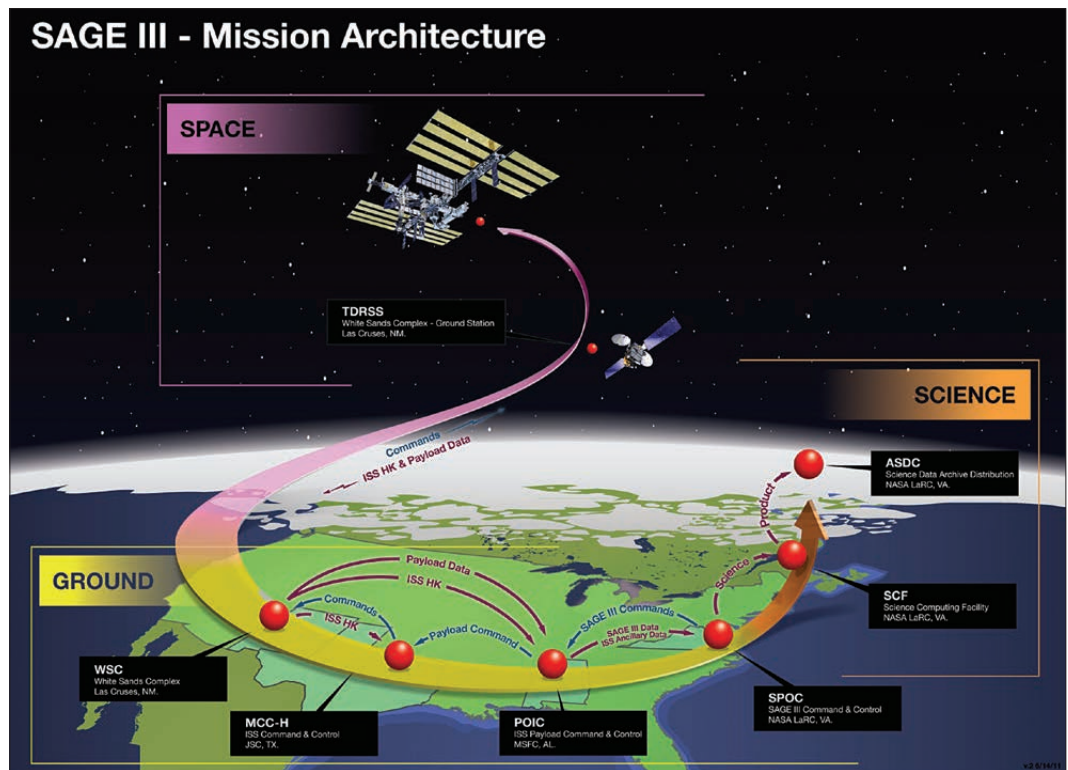 SAGE III - Mission Architecture
SPACE
TDRSS
White Sands Complex - Ground Station
Las Cruses, NM.
SCIENCE
Commands
ISS HK & Payload Data
ASDC
Science Data Archive Distribution
NASA LaRC, VA.
Product
GROUND
Payload Data
ISS HK
Science
SCF
Science Computing Facility
NASA LaRC, VA.
Commands
ISS HK
Payload Command
SAGE III Commands
SAGE III Data
ISS Ancillary Data
WSC
White Sands Complex
Las Cruses, NM.
MCC-H
ISS Command & Control
JSC, TX.
POIC
ISS Payload Command & Control
MSFC, AL.
SPOC
SAGE III Command & Control
NASA LaRC, VA.